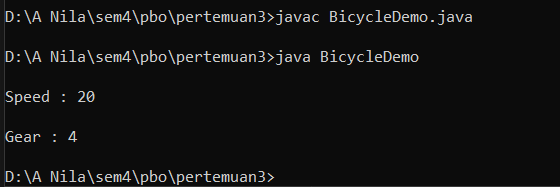 D:\A Nila\sem4\pbo\pertemuan3>javac BicycleDemo.java
D:\A Nila\sem4\pbo\pertemuan3>java BicycleDemo
Speed : 20
Gear : 4
D:\A Nila\sem4\pbo\pertemuan3>